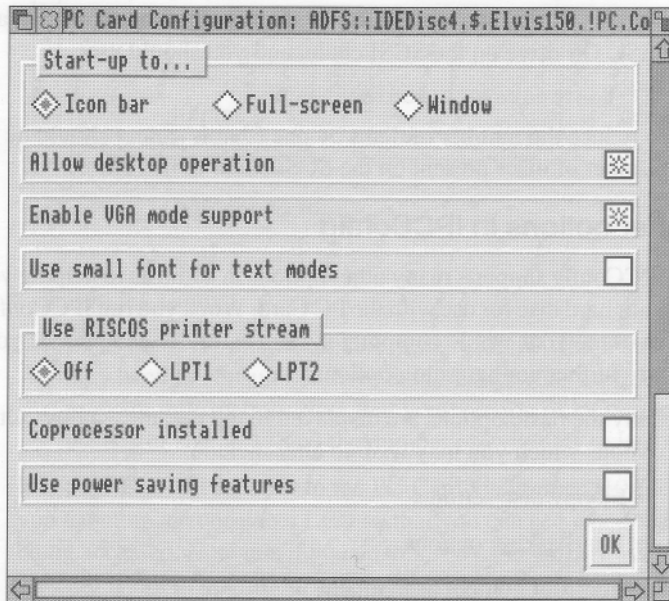 PC Card Configuration: ADFS::IDEDisc4.$.Elvis150.!PC.Co
Start-up to...
Icon bar Full-screen Window
Allow desktop operation
Enable VGA mode support
Use small font for text modes
Use RISCOS printer stream
Off LPT1 LPT2
Coprocessor installed
Use power saving features
OK